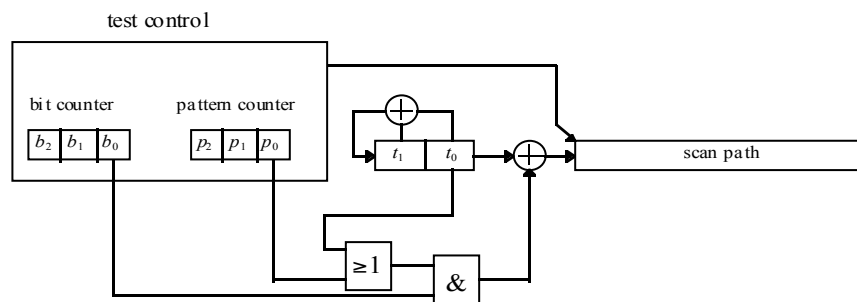 test control
bit counter pattern counter
b₂ b₁ b₀ p₂ p₁ p₀
t₁ t₀ scan path
≥1
&